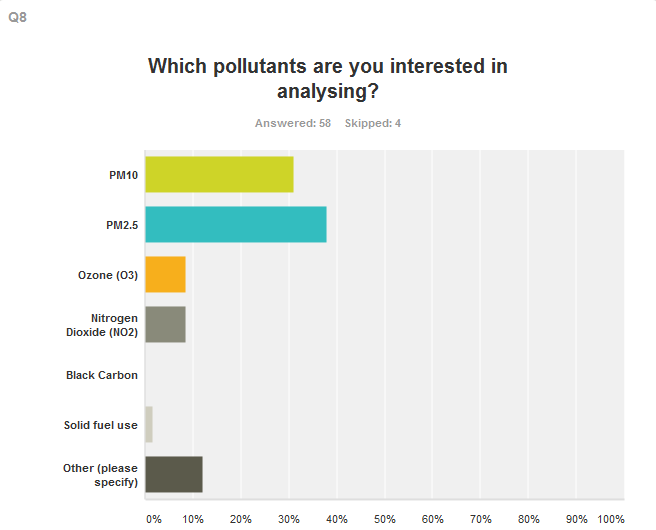 Q8
Which pollutants are you interested in
analysing?
Answered: 58 Skipped: 4
PM10
PM2.5
Ozone (O3)
Nitrogen
Dioxide (NO2)
Black Carbon
Solid fuel use
Other (please
specify)
0% 10% 20% 30% 40% 50% 60% 70% 80% 90% 100%